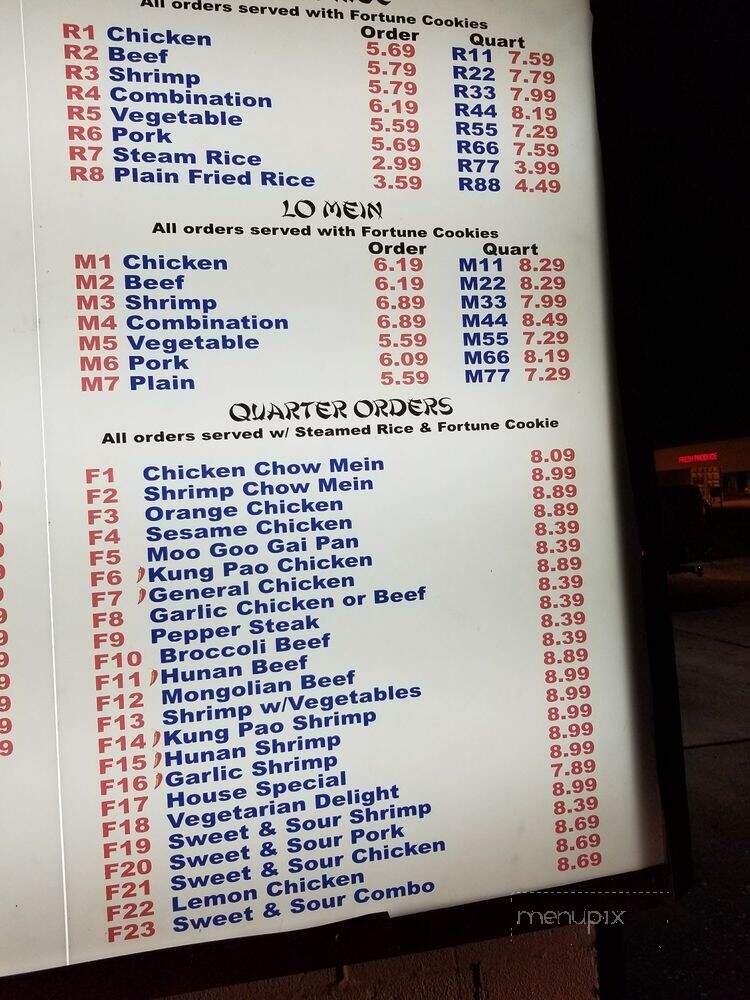 All orders served with Fortune Cookies
Order Quart
R1 Chicken 5.69 R11 7.59
R2 Beef 5.79 R22 7.79
R3 Shrimp 5.79 R33 7.99
R4 Combination 6.19 R44 8.19
R5 Vegetable 5.59 R55 7.29
R6 Pork 5.69 R66 7.59
R7 Steam Rice 2.99 R77 3.99
R8 Plain Fried Rice 3.59 R88 4.49
LO MEIN
All orders served with Fortune Cookies
Order Quart
M1 Chicken 6.19 M11 8.29
M2 Beef 6.19 M22 8.29
M3 Shrimp 6.89 M33 7.99
M4 Combination 6.89 M44 8.49
M5 Vegetable 5.59 M55 7.29
M6 Pork 6.09 M66 8.19
M7 Plain 5.59 M77 7.29
QUARTER ORDERS
All orders served w/ Steamed Rice & Fortune Cookie
F1 Chicken Chow Mein 8.09
F2 Shrimp Chow Mein 8.99
F3 Orange Chicken 8.89
F4 Sesame Chicken 8.89
F5 Moo Goo Gai Pan 8.39
F6 Kung Pao Chicken 8.39
F7 General Chicken 8.89
F8 Garlic Chicken or Beef 8.39
F9 Pepper Steak 8.39
F10 Broccoli Beef 8.39
F11 Hunan Beef 8.39
F12 Mongolian Beef 8.89
F13 Shrimp w/Vegetables 8.99
F14 Kung Pao Shrimp 8.99
F15 Hunan Shrimp 8.99
F16 Garlic Shrimp 8.99
F17 House Special 8.99
F18 Vegetarian Delight 7.89
F19 Sweet & Sour Shrimp 8.99
F20 Sweet & Sour Pork 8.39
F21 Sweet & Sour Chicken 8.69
F22 Lemon Chicken 8.69
F23 Sweet & Sour Combo 8.69
FRESH PRODUCE
menupix